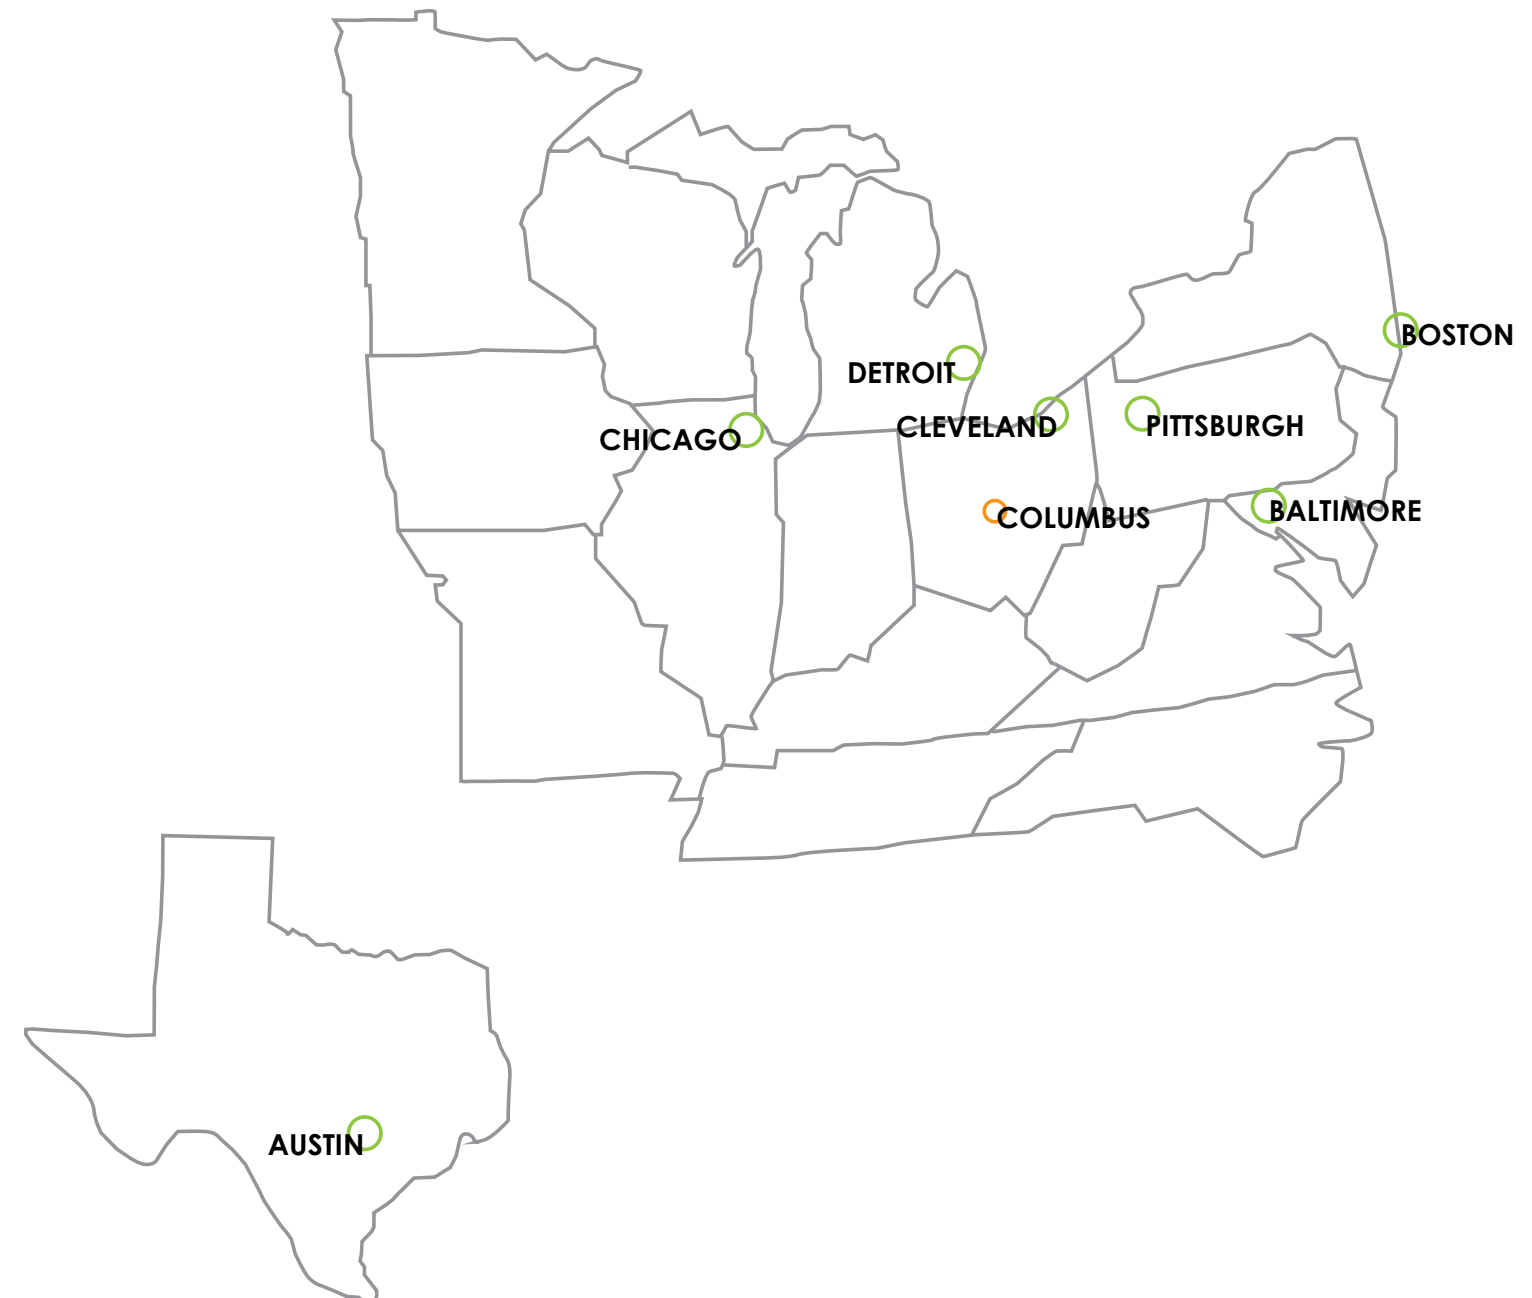 BOSTON
DETROIT
CLEVELAND
PITTSBURGH
CHICAGO
BALTIMORE
COLUMBUS
AUSTIN